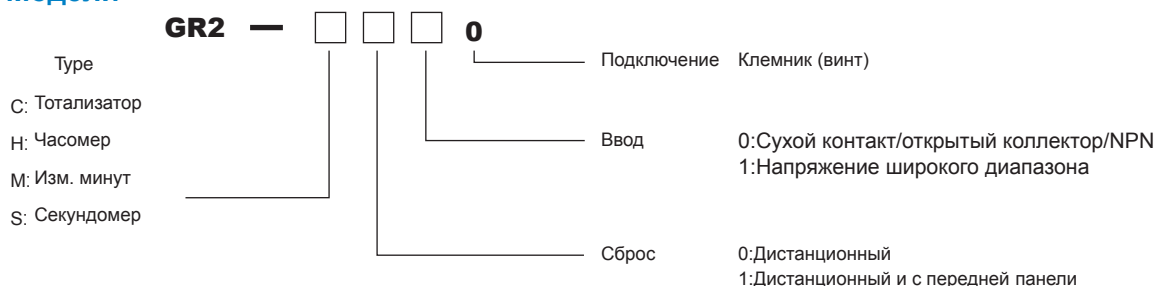 Модели
GR2 — □ □ □ 0
Type
C: Тотализатор
H: Часомер
M: Изм. минут
S: Секундомер
Подключение Клемник (винт)
Ввод 0:Сухой контакт/открытый коллектор/NPN
1:Напряжение широкого диапазона
Сброс 0:Дистанционный
1:Дистанционный и с передней панели